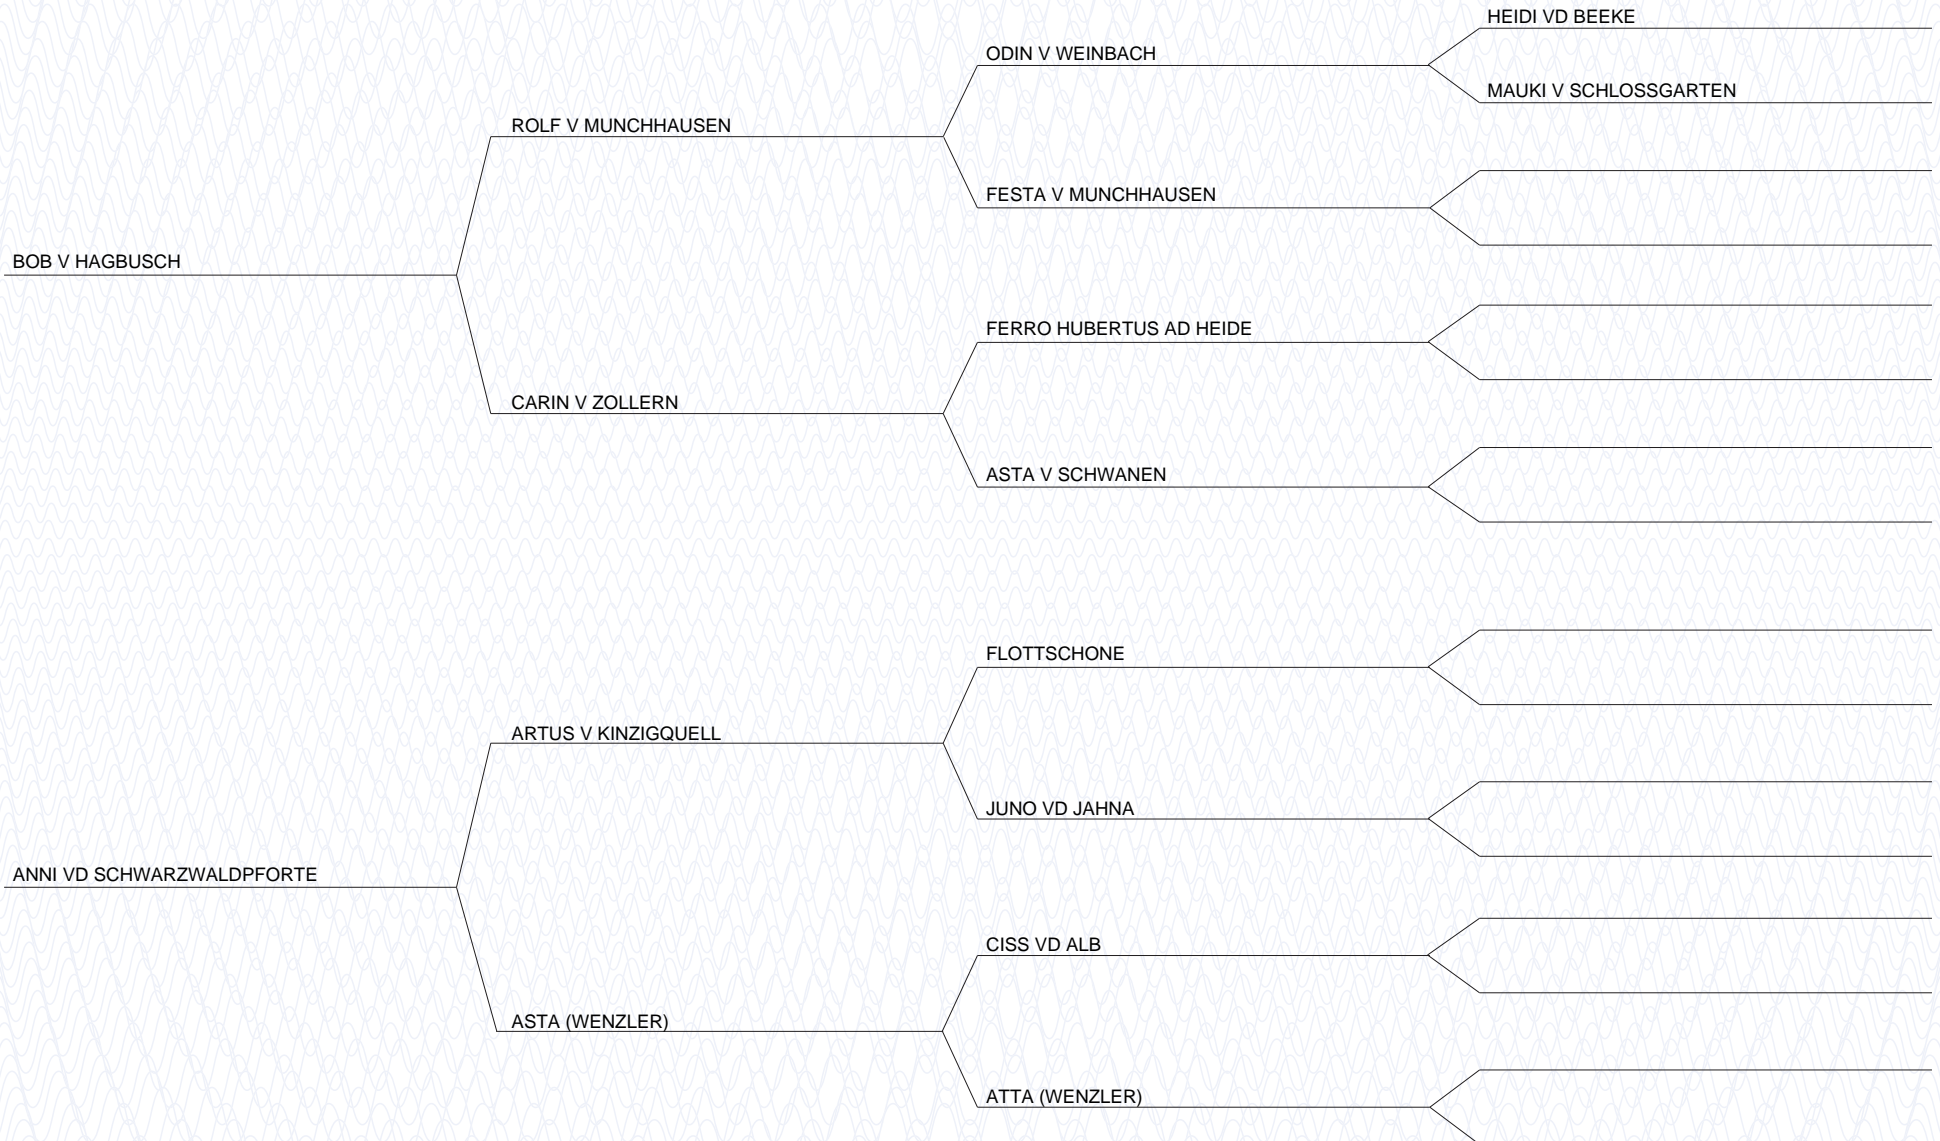 HEIDI VD BEEKE
ODIN V WEINBACH
MAUKI V SCHLOSSGARTEN
ROLF V MUNCHHAUSEN
FESTA V MUNCHHAUSEN
BOB V HAGBUSCH
FERRO HUBERTUS AD HEIDE
CARIN V ZOLLERN
ASTA V SCHWANEN
FLOTTSCHONE
ARTUS V KINZIGQUELL
JUNO VD JAHNA
ANNI VD SCHWARZWALDPFORTE
CISS VD ALB
ASTA (WENZLER)
ATTA (WENZLER)